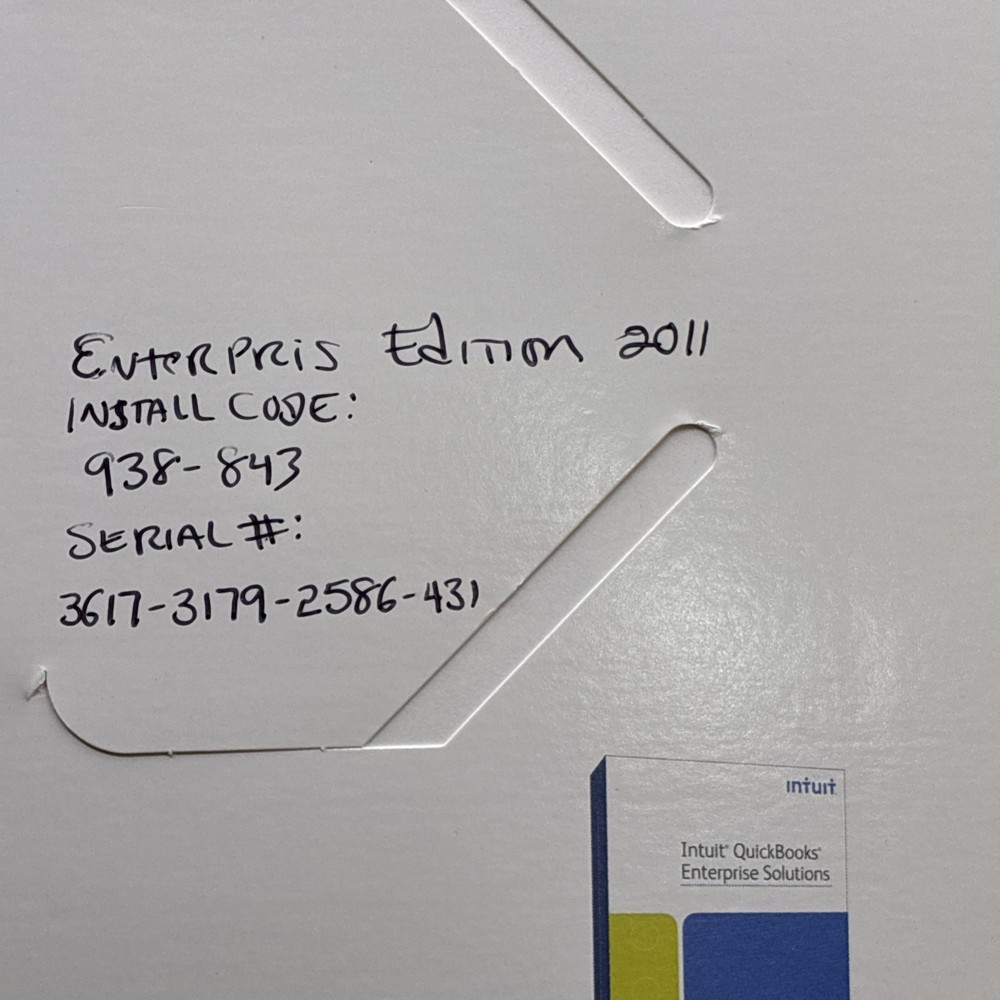 Enterpris Edition 2011
INSTALL CODE:
938-843
SERIAL #:
3617-3179-2586-431
intuit
Intuit® QuickBooks®
Enterprise Solutions